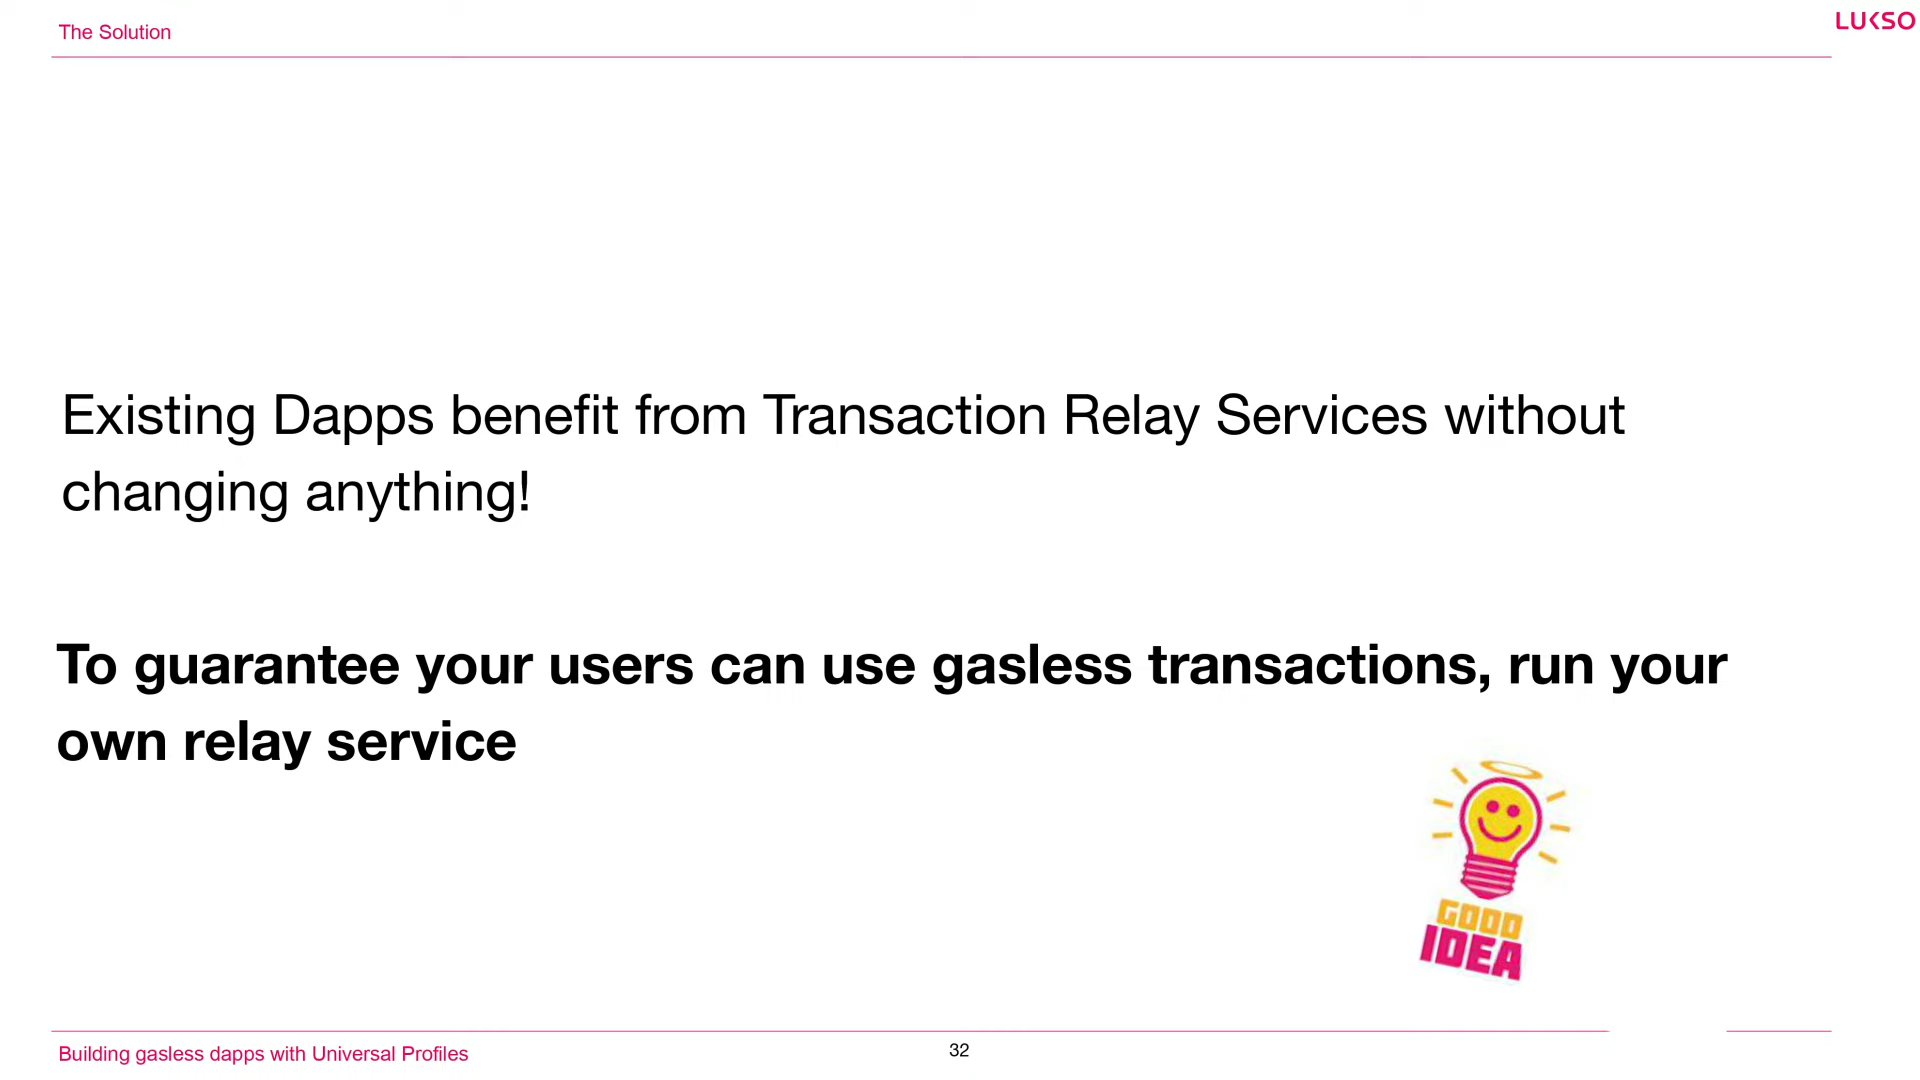 The Solution
LUKSO
Existing Dapps benefit from Transaction Relay Services without
changing anything!
To guarantee your users can use gasless transactions, run your
own relay service
GOOD
IDEA
Building gasless dapps with Universal Profiles
32